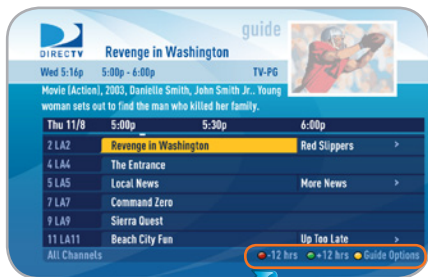 guide
DIRECTV
Revenge in Washington
Wed 5:16p 5:00p - 6:00p TV-PG
Movie (Action), 2003, Danielle Smith, John Smith Jr.. Young
woman sets out to find the man who killed her family.
Thu 11/8 5:00p 5:30p 6:00p
2 LA2 Revenge in Washington Red Slippers >
4 LA4 The Entrance
5 LA5 Local News More News >
7 LA7 Command Zero
9 LA9 Sierra Quest
11 LA11 Beach City Fun Up Too Late >
All Channels -12 hrs +12 hrs Guide Options